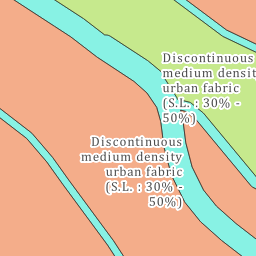 Discontinuous
medium density
urban fabric
(S.L. : 30% -
50%)
Discontinuous
medium density
urban fabric
(S.L. : 30% -
50%)